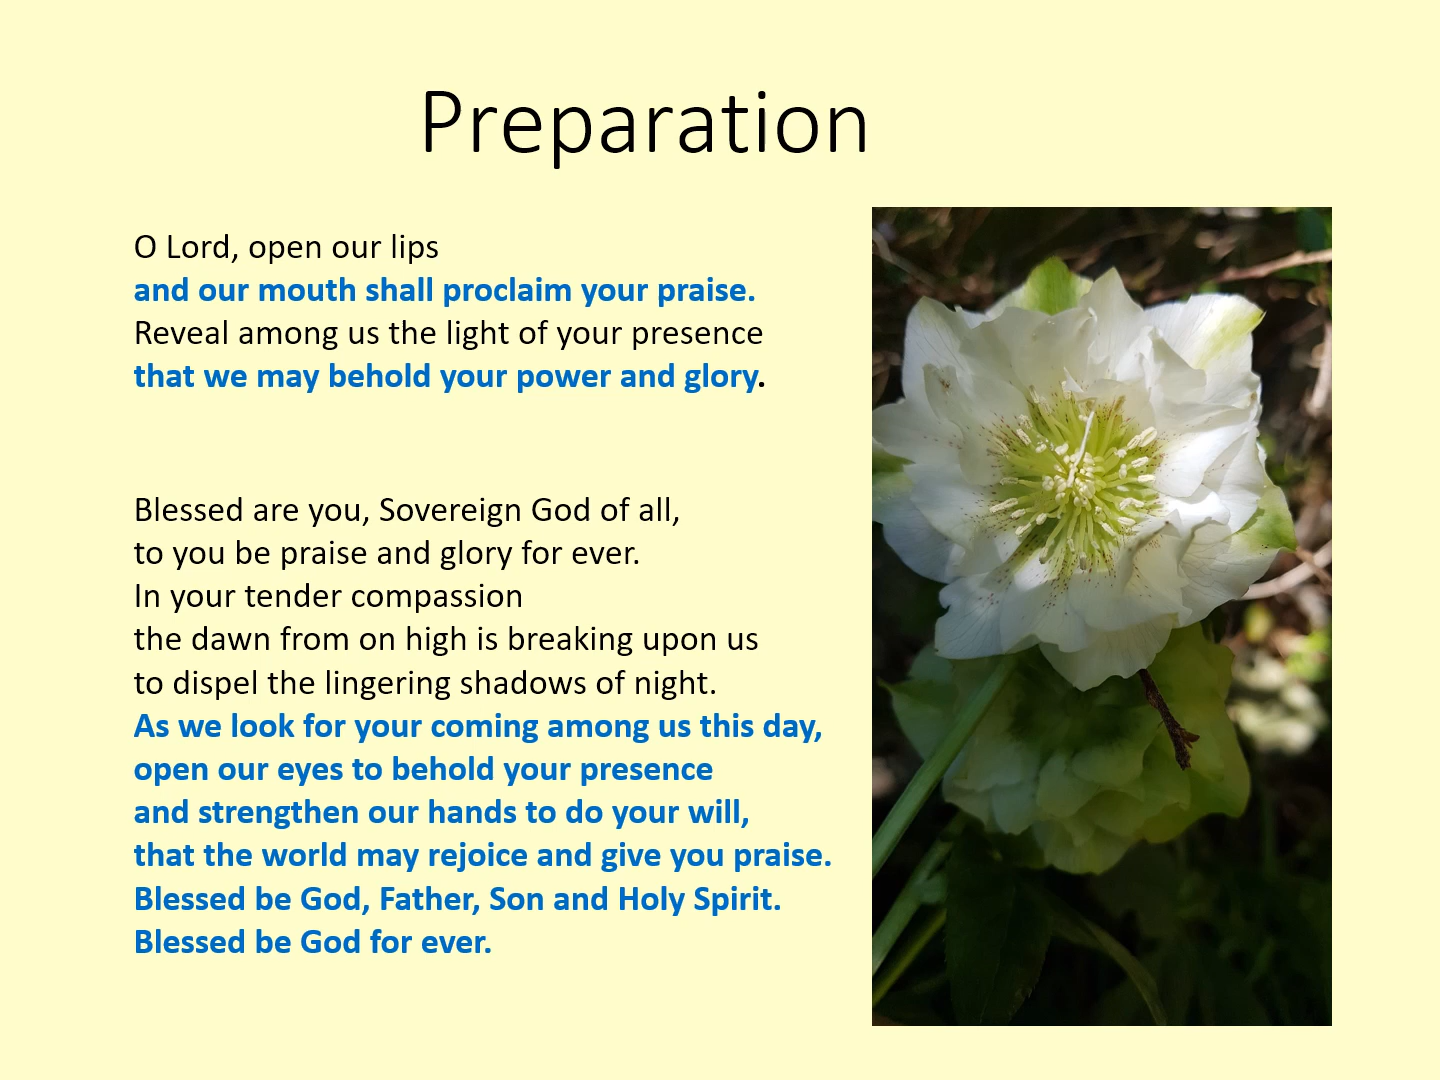 Preparation
O Lord, open our lips
and our mouth shall proclaim your praise.
Reveal among us the light of your presence
that we may behold your power and glory.
Blessed are you, Sovereign God of all,
to you be praise and glory for ever.
In your tender compassion
the dawn from on high is breaking upon us
to dispel the lingering shadows of night.
As we look for your coming among us this day,
open our eyes to behold your presence
and strengthen our hands to do your will,
that the world may rejoice and give you praise.
Blessed be God, Father, Son and Holy Spirit.
Blessed be God for ever.